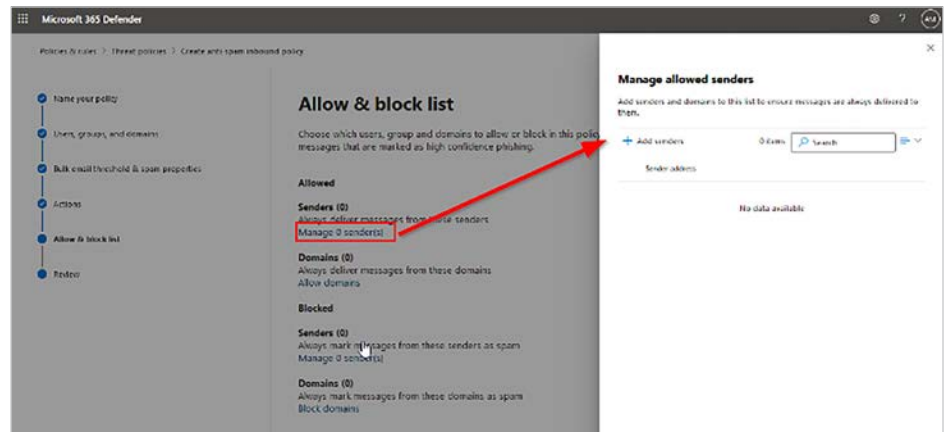 Microsoft 365 Defender
?
AM
Policies & rules > Threat policies > Create anti-spam inbound policy
Name your policy
Users, groups, and domains
Bulk email threshold & spam properties
Actions
Allow & block list
Review
Allow & block list
Choose which users, group and domains to allow or block in this policy
messages that are marked as high confidence phishing.
Allowed
Senders (0)
Always deliver messages from these senders
Manage 0 sender(s)
Domains (0)
Always deliver messages from these domains
Allow domains
Blocked
Senders (0)
Always mark messages from these senders as spam
Manage 0 sender(s)
Domains (0)
Always mark messages from these domains as spam
Block domains
Manage allowed senders
Add senders and domains to this list to ensure messages are always delivered to
them.
Add senders
0 items
Search
Sender address
No data available